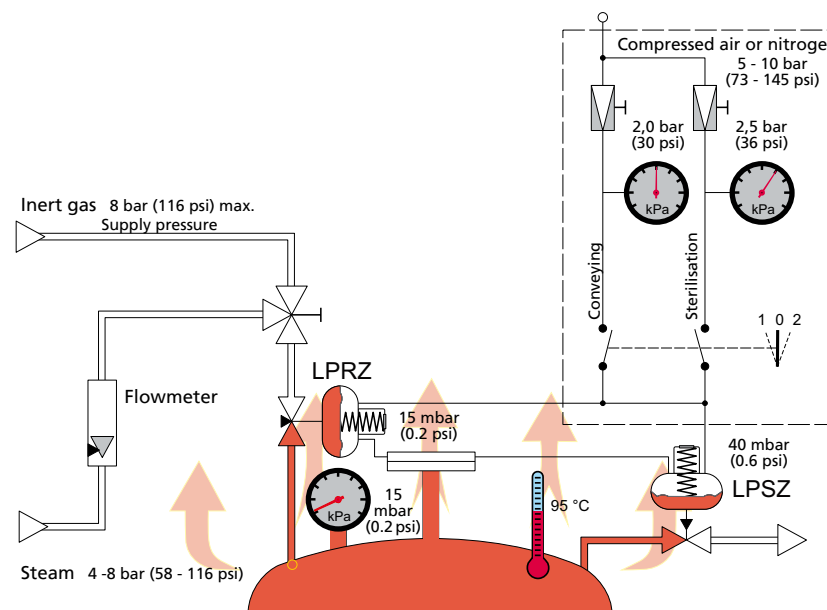 Compressed air or nitroge
5 - 10 bar
(73 - 145 psi)
2,0 bar
(30 psi)
2,5 bar
(36 psi)
kPa
kPa
Inert gas 8 bar (116 psi) max.
Supply pressure
Conveying
Sterilisation
1 0 2
LPRZ
Flowmeter
15 mbar
(0.2 psi)
40 mbar
(0.6 psi)
LPSZ
15
mbar
(0.2 psi)
kPa
95 °C
Steam 4 -8 bar (58 - 116 psi)